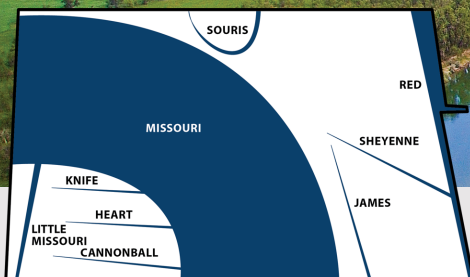 SOURIS
RED
MISSOURI
SHEYENNE
KNIFE
JAMES
HEART
LITTLE
MISSOURI
CANNONBALL